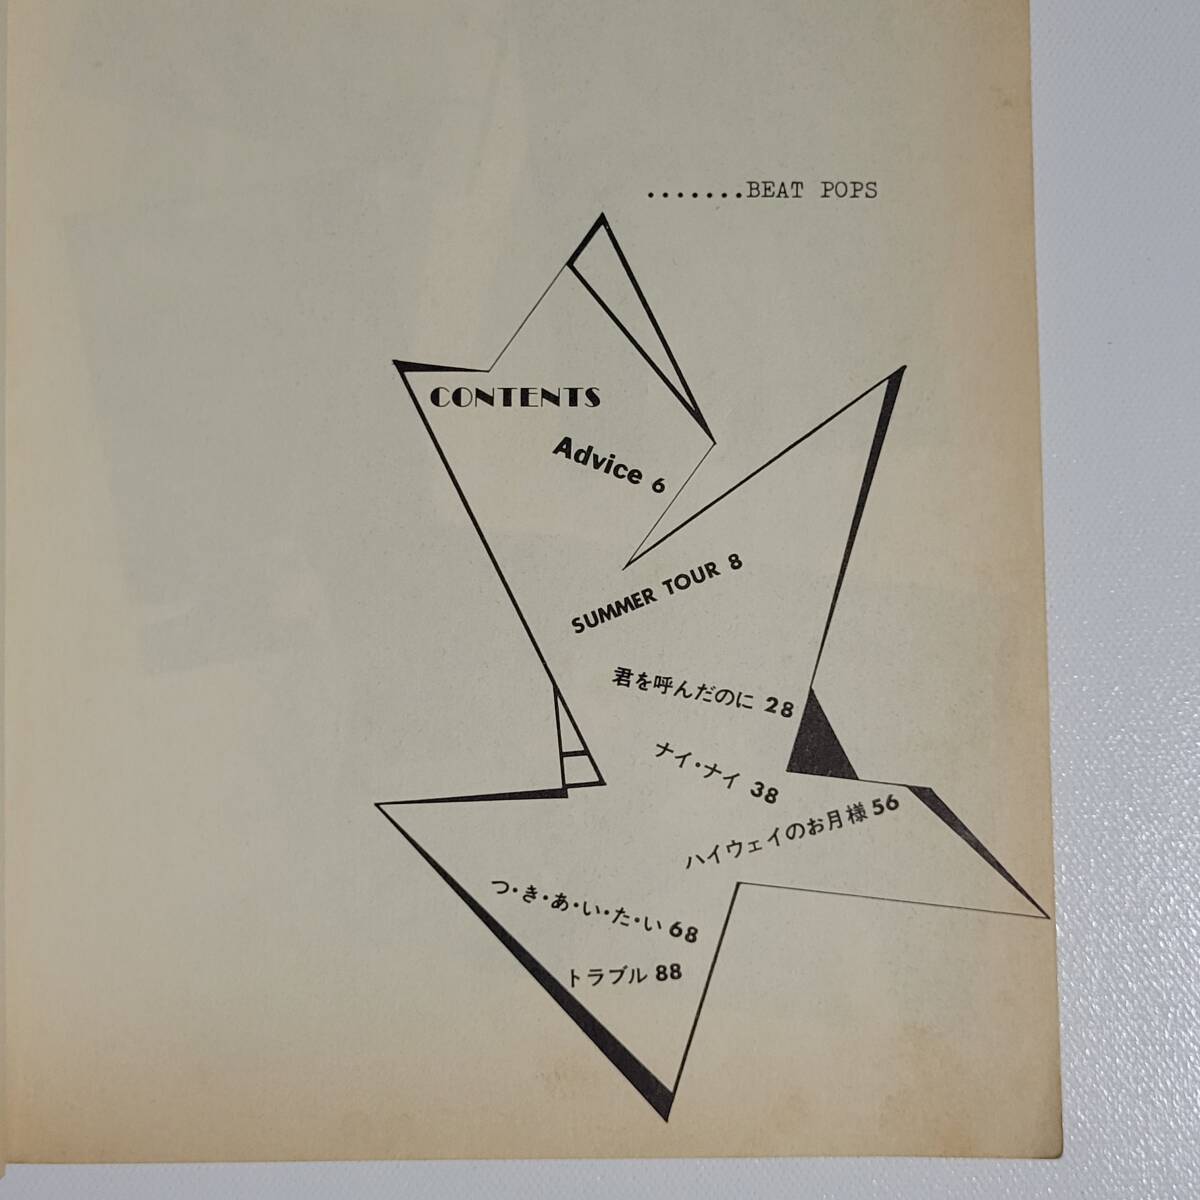 .......BEAT POPS
CONTENTS
Advice 6
SUMMER TOUR 8
君を呼んだのに 28
ナイ・ナイ 38
ハイウェイのお月様 56
つ・き・あ・い・た・い 68
トラブル 88